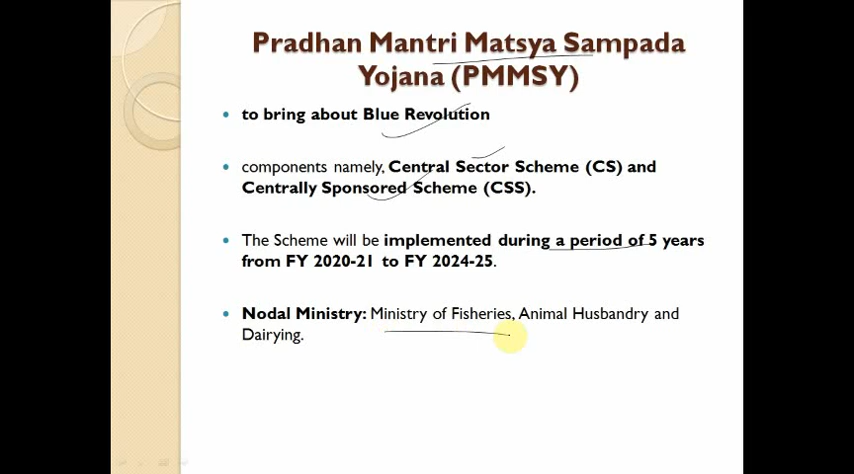 Pradhan Mantri Matsya Sampada
Yojana (PMMSY)
to bring about Blue Revolution
components namely, Central Sector Scheme (CS) and
Centrally Sponsored Scheme (CSS).
The Scheme will be implemented during a period of 5 years
from FY 2020-21 to FY 2024-25.
Nodal Ministry: Ministry of Fisheries, Animal Husbandry and
Dairying.